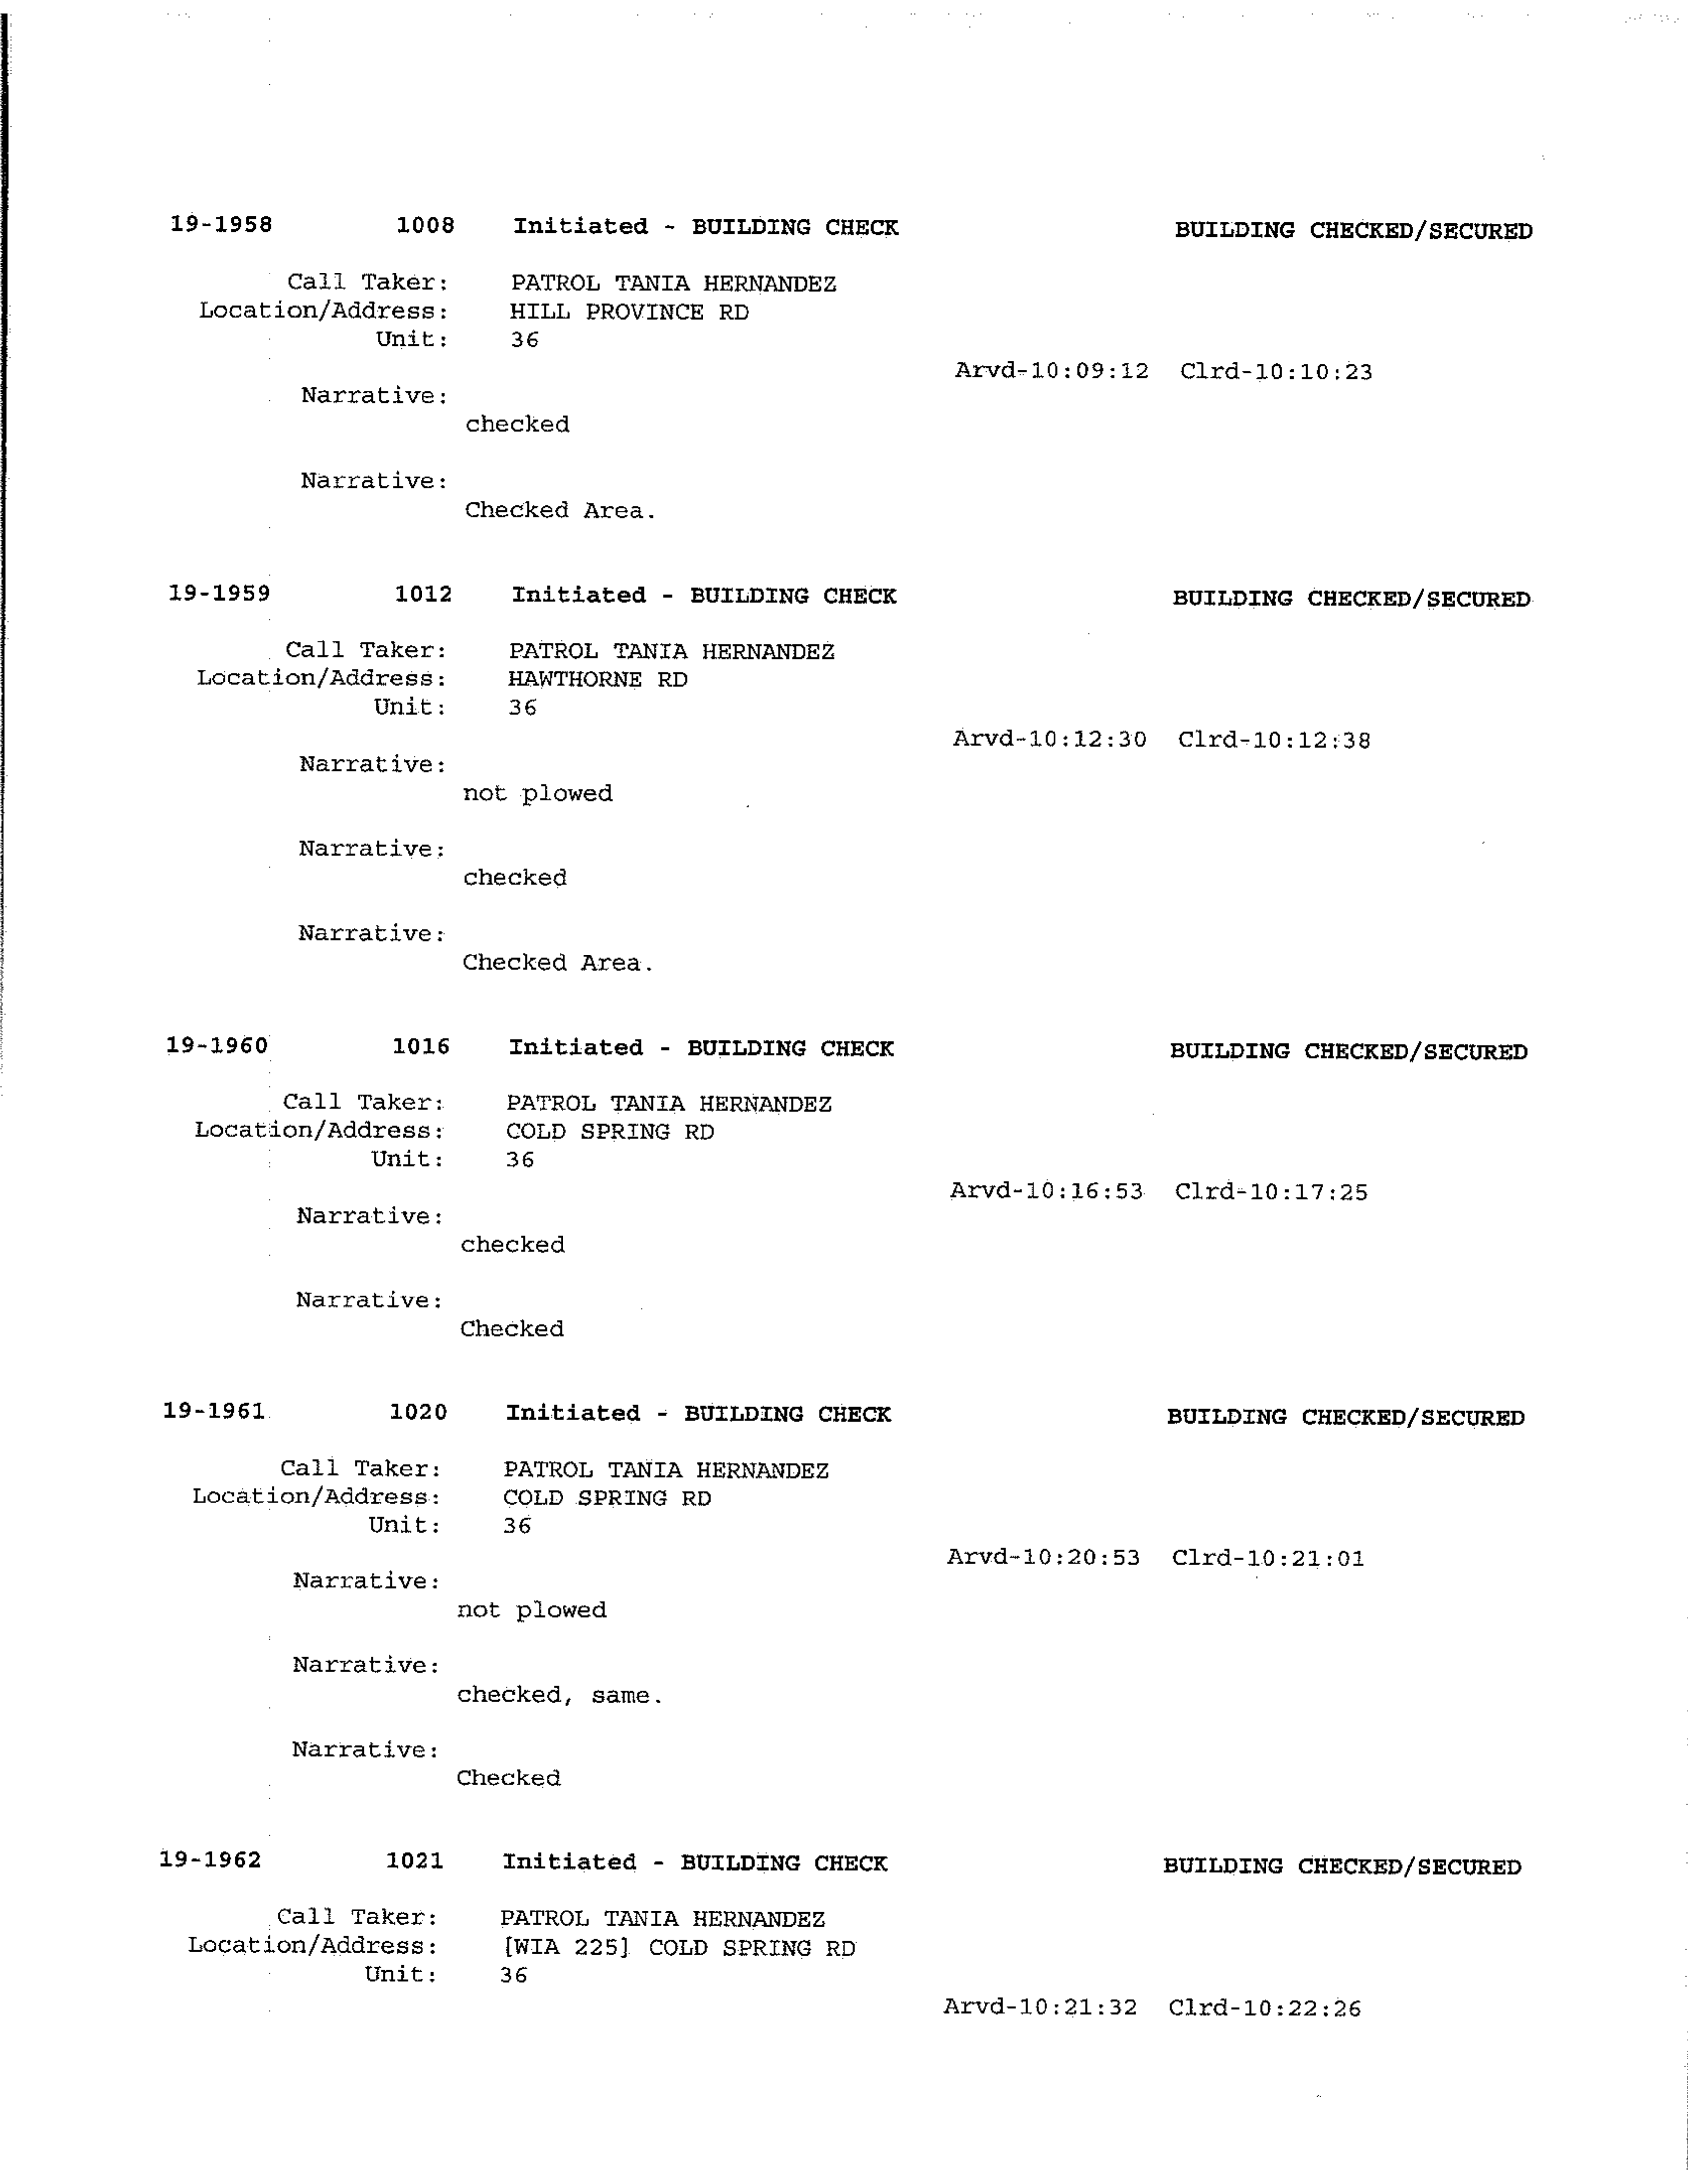 19-1958 1008 Initiated - BUILDING CHECK BUILDING CHECKED/SECURED
Call Taker: PATROL TANIA HERNANDEZ
Location/Address: HILL PROVINCE RD
Unit: 36
Arvd-10:09:12 Clrd-10:10:23
Narrative:
checked
Narrative:
Checked Area.
19-1959 1012 Initiated - BUILDING CHECK BUILDING CHECKED/SECURED
Call Taker: PATROL TANIA HERNANDEZ
Location/Address: HAWTHORNE RD
Unit: 36
Arvd-10:12:30 Clrd-10:12:38
Narrative:
not plowed
Narrative:
checked
Narrative:
Checked Area.
19-1960 1016 Initiated - BUILDING CHECK BUILDING CHECKED/SECURED
Call Taker: PATROL TANIA HERNANDEZ
Location/Address: COLD SPRING RD
Unit: 36
Arvd-10:16:53 Clrd-10:17:25
Narrative:
checked
Narrative:
Checked
19-1961 1020 Initiated - BUILDING CHECK BUILDING CHECKED/SECURED
Call Taker: PATROL TANIA HERNANDEZ
Location/Address: COLD SPRING RD
Unit: 36
Arvd-10:20:53 Clrd-10:21:01
Narrative:
not plowed
Narrative:
checked, same.
Narrative:
Checked
19-1962 1021 Initiated - BUILDING CHECK BUILDING CHECKED/SECURED
Call Taker: PATROL TANIA HERNANDEZ
Location/Address: [WIA 225] COLD SPRING RD
Unit: 36
Arvd-10:21:32 Clrd-10:22:26